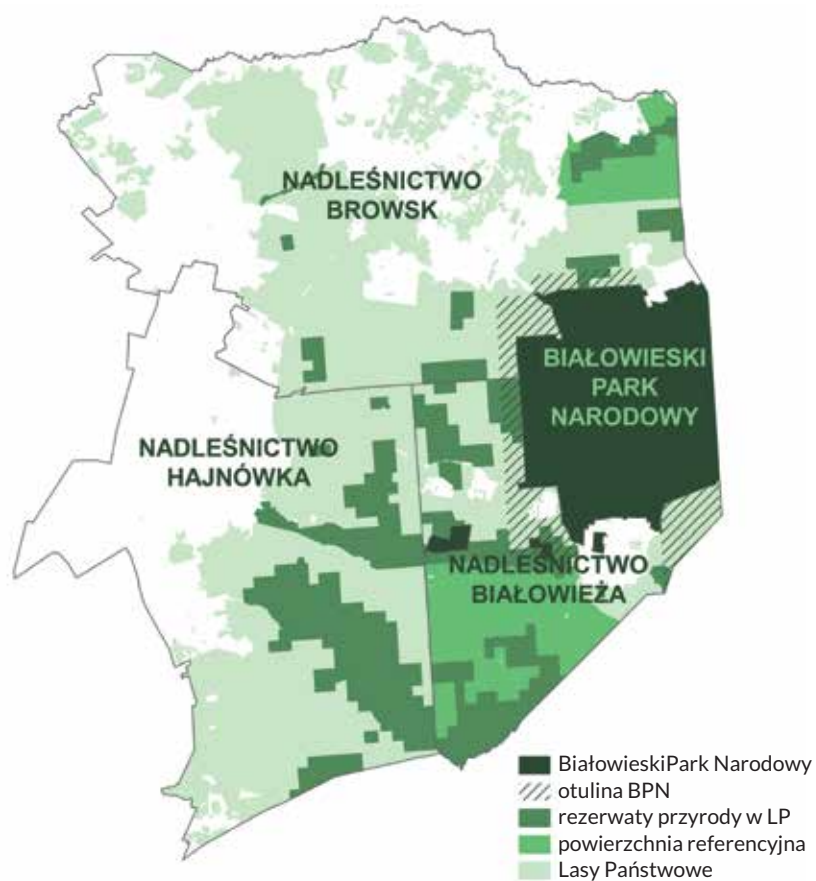 NADLEŚNICTWO
BROWSK
BIAŁOWIESKI
PARK
NARODOWY
NADLEŚNICTWO
HAJNÓWKA
NADLEŚNICTWO
BIAŁOWIEŻA
BiałowieskiPark Narodowy
otulina BPN
rezerwaty przyrody w LP
powierzchnia referencyjna
Lasy Państwowe